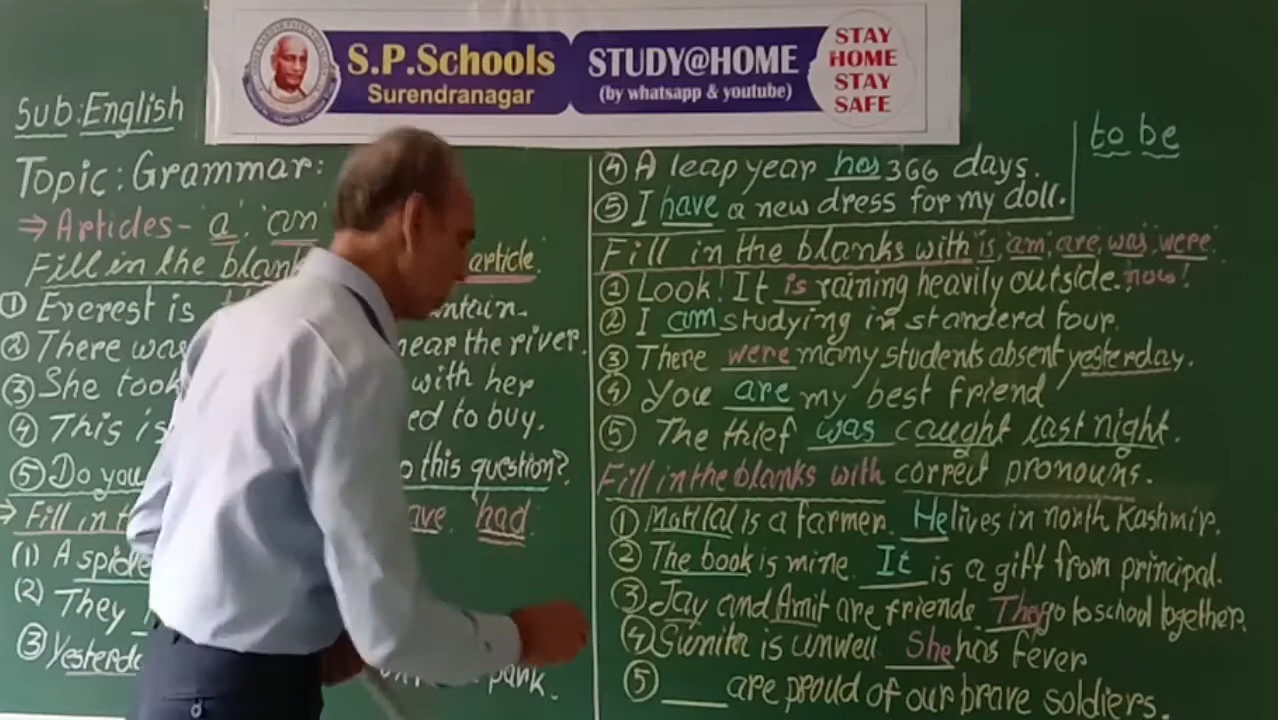 S.P.Schools
Surendranagar
STUDY@HOME
(by whatsapp & youtube)
STAY
HOME
STAY
SAFE
Sub: English
Topic: Grammar:
⇒ Articles - a, an
Fill in the article.
① Everest is
② There was near the river.
③ She took with her
④ This is ed to buy.
⑤ Do you this question?
→ Fill in had
(1) A
(2) They
③ park.
to be
④ A leap year has 366 days.
⑤ I have a new dress for my doll.
Fill in the blanks with is, am, are, was, were.
① Look! It is raining heavily outside. now!
② I am studying in standerd four.
③ There were many students absent yesterday.
④ You are my best friend
⑤ The thief was caught last night.
Fill in the blanks with correct pronouns.
① Motilal is a farmer. He lives in north Kashmir.
② The book is mine. It is a gift from principal.
③ Jay and Amit are friends. They go to school together.
④ Sunita is unwell She has fever
⑤ ___ are proud of our brave soldiers.